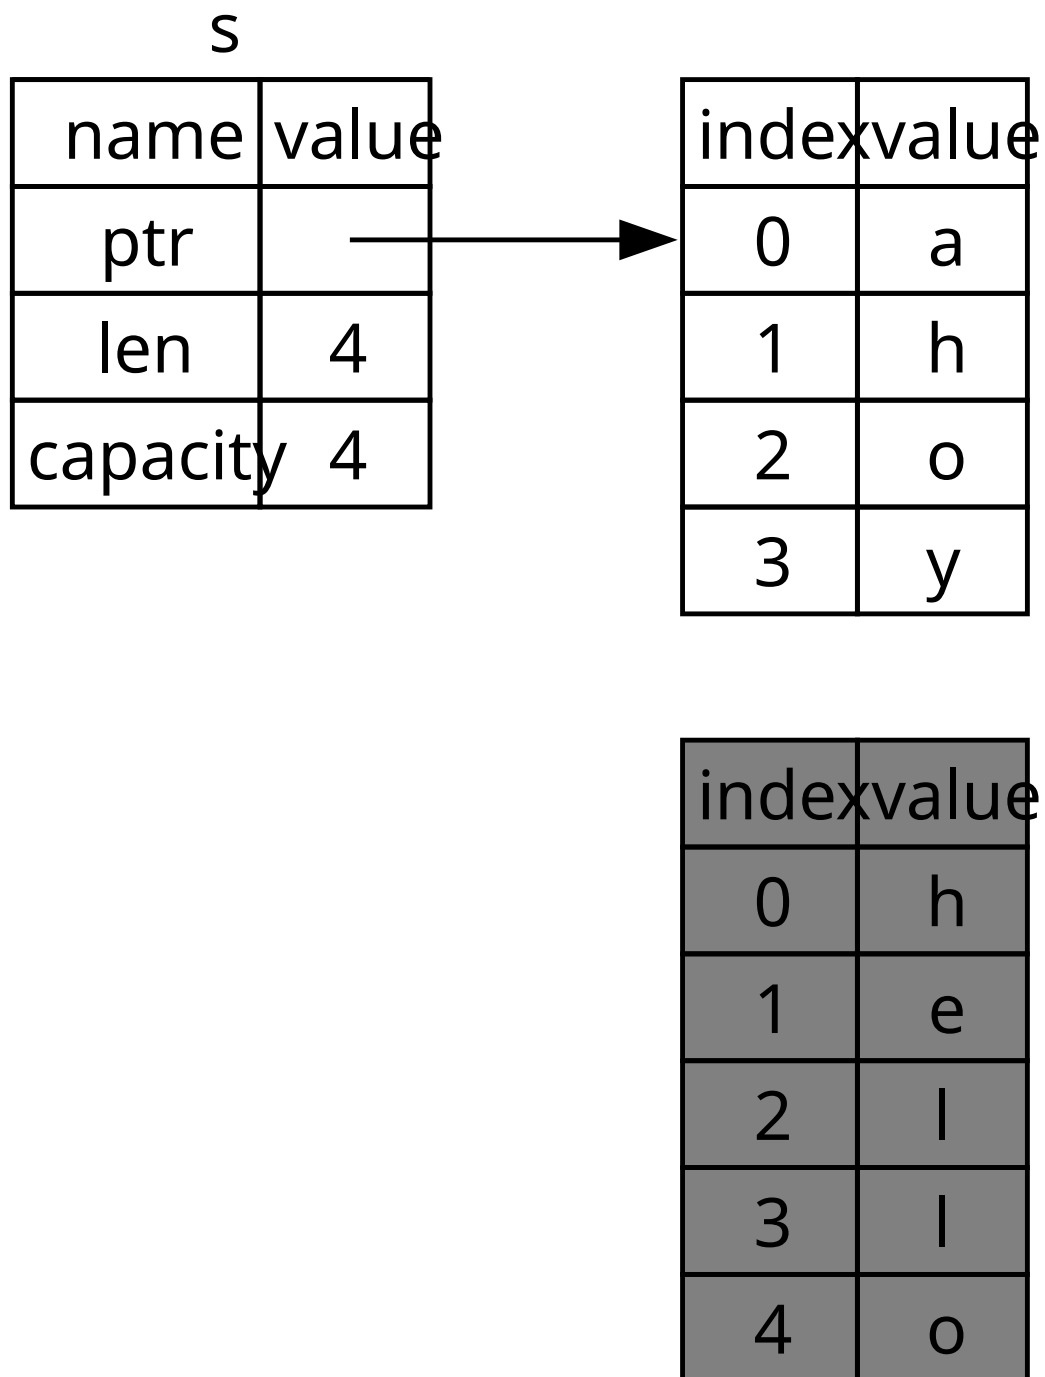 s
name value
ptr
len 4
capacity 4
index value
0 a
1 h
2 o
3 y
index value
0 h
1 e
2 l
3 l
4 o